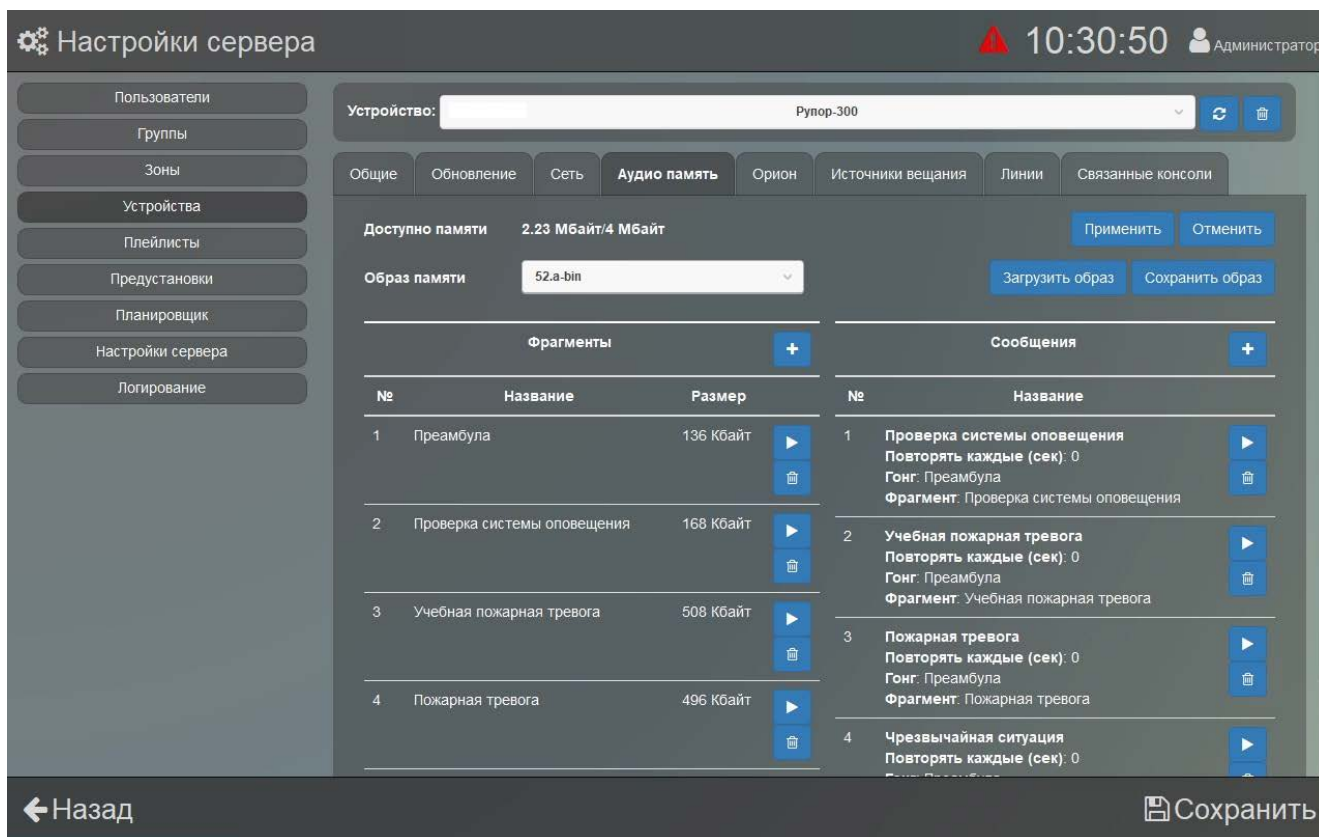 Настройки сервера
10:30:50 Администратор
Пользователи
Группы
Зоны
Устройства
Плейлисты
Предустановки
Планировщик
Настройки сервера
Логирование
Устройство: Рупор-300
Общие Обновление Сеть Аудио память Орион Источники вещания Линии Связанные консоли
Доступно памяти 2.23 Мбайт/4 Мбайт Применить Отменить
Образ памяти 52.a-bin Загрузить образ Сохранить образ
Фрагменты
№ Название Размер
1 Преамбула 136 Кбайт
2 Проверка системы оповещения 168 Кбайт
3 Учебная пожарная тревога 508 Кбайт
4 Пожарная тревога 496 Кбайт
Сообщения
№ Название
1 Проверка системы оповещения
Повторять каждые (сек): 0
Гонг: Преамбула
Фрагмент: Проверка системы оповещения
2 Учебная пожарная тревога
Повторять каждые (сек): 0
Гонг: Преамбула
Фрагмент: Учебная пожарная тревога
3 Пожарная тревога
Повторять каждые (сек): 0
Гонг: Преамбула
Фрагмент: Пожарная тревога
4 Чрезвычайная ситуация
Повторять каждые (сек): 0
Назад
Сохранить